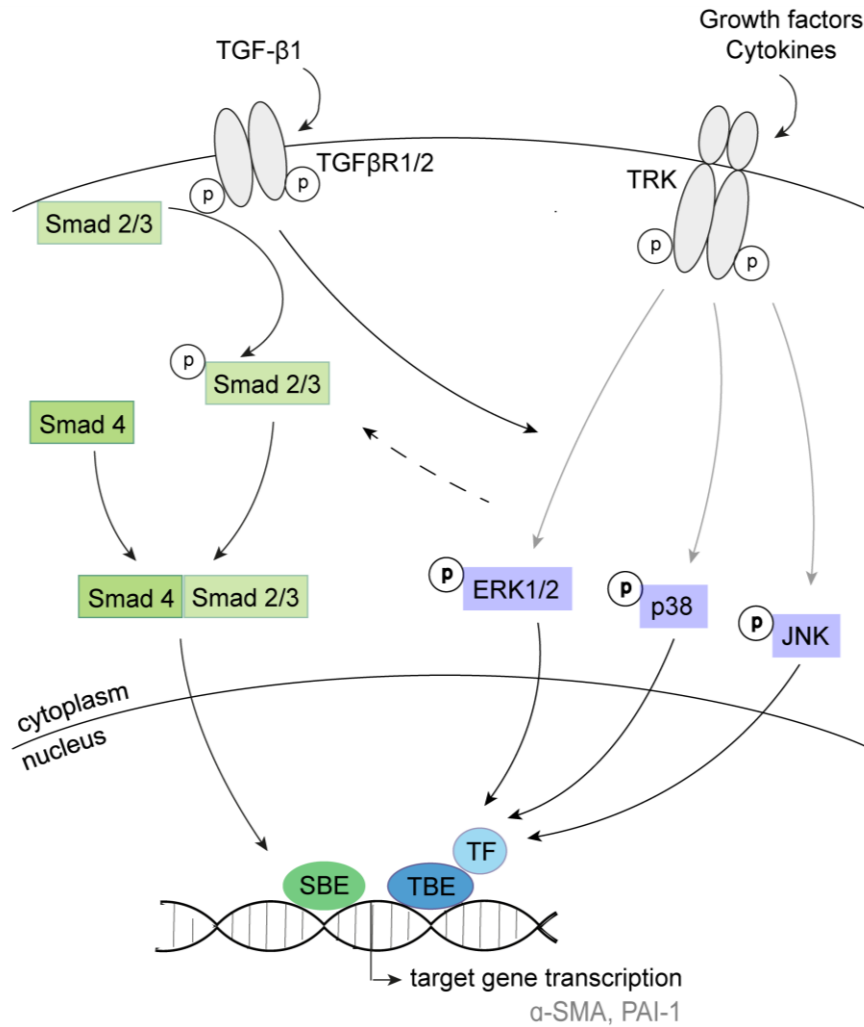 Growth factors
Cytokines
TGF-β1
TGFβR1/2
TRK
p
p
p
p
Smad 2/3
p
Smad 2/3
Smad 4
Smad 4
Smad 2/3
p
ERK1/2
p
p38
p
JNK
cytoplasm
nucleus
TF
SBE
TBE
target gene transcription
α-SMA, PAI-1